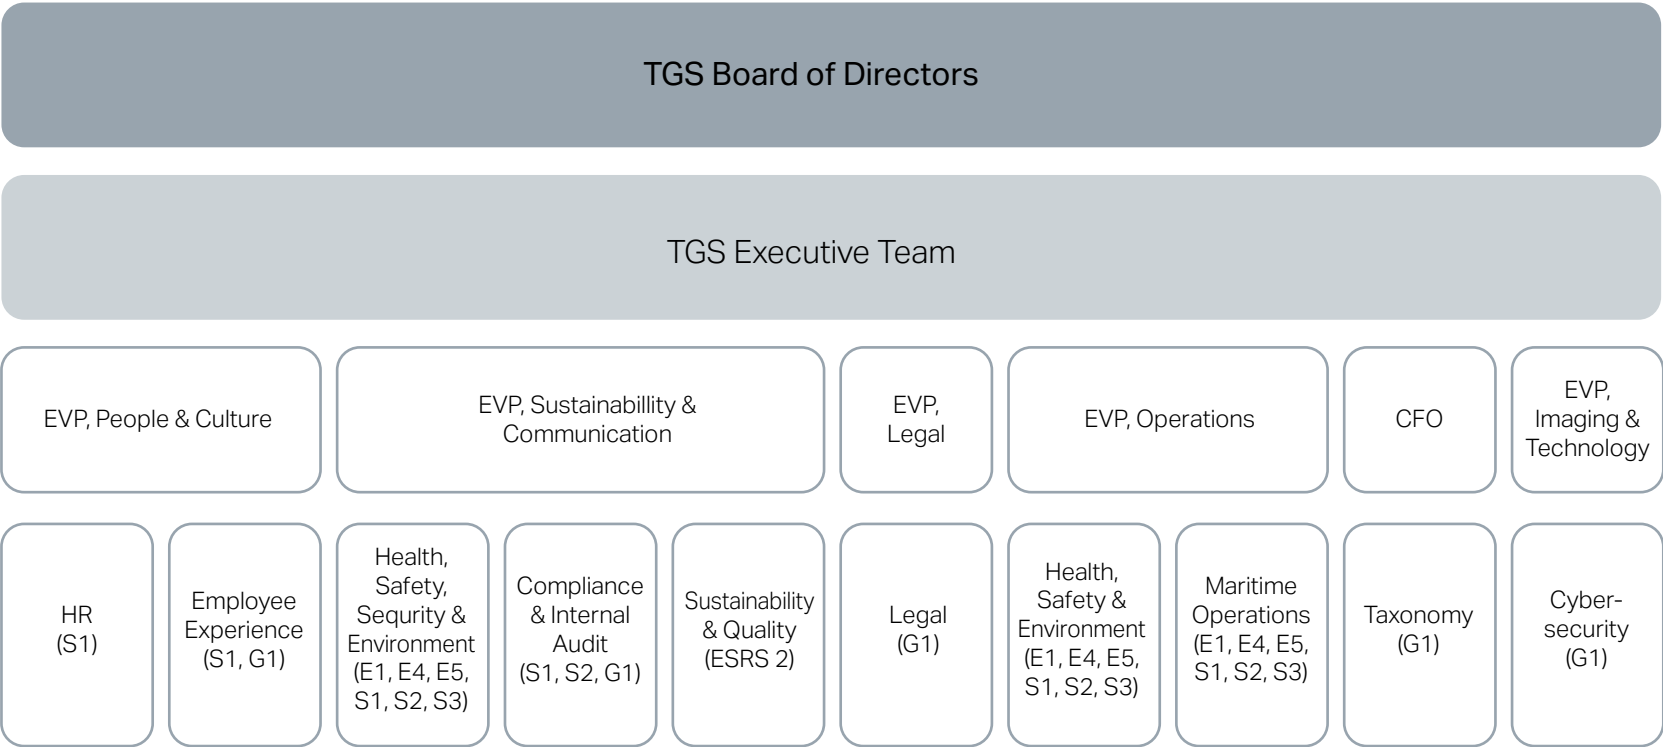 TGS Board of Directors
TGS Executive Team
EVP, People & Culture
EVP, Sustainabillity &
Communication
EVP,
Legal
EVP, Operations
CFO
EVP,
Imaging &
Technology
HR
(S1)
Employee
Experience
(S1, G1)
Health,
Safety,
Sequrity &
Environment
(E1, E4, E5,
S1, S2, S3)
Compliance
& Internal
Audit
(S1, S2, G1)
Sustainability
& Quality
(ESRS 2)
Legal
(G1)
Health,
Safety &
Environment
(E1, E4, E5,
S1, S2, S3)
Maritime
Operations
(E1, E4, E5,
S1, S2, S3)
Taxonomy
(G1)
Cyber-
security
(G1)